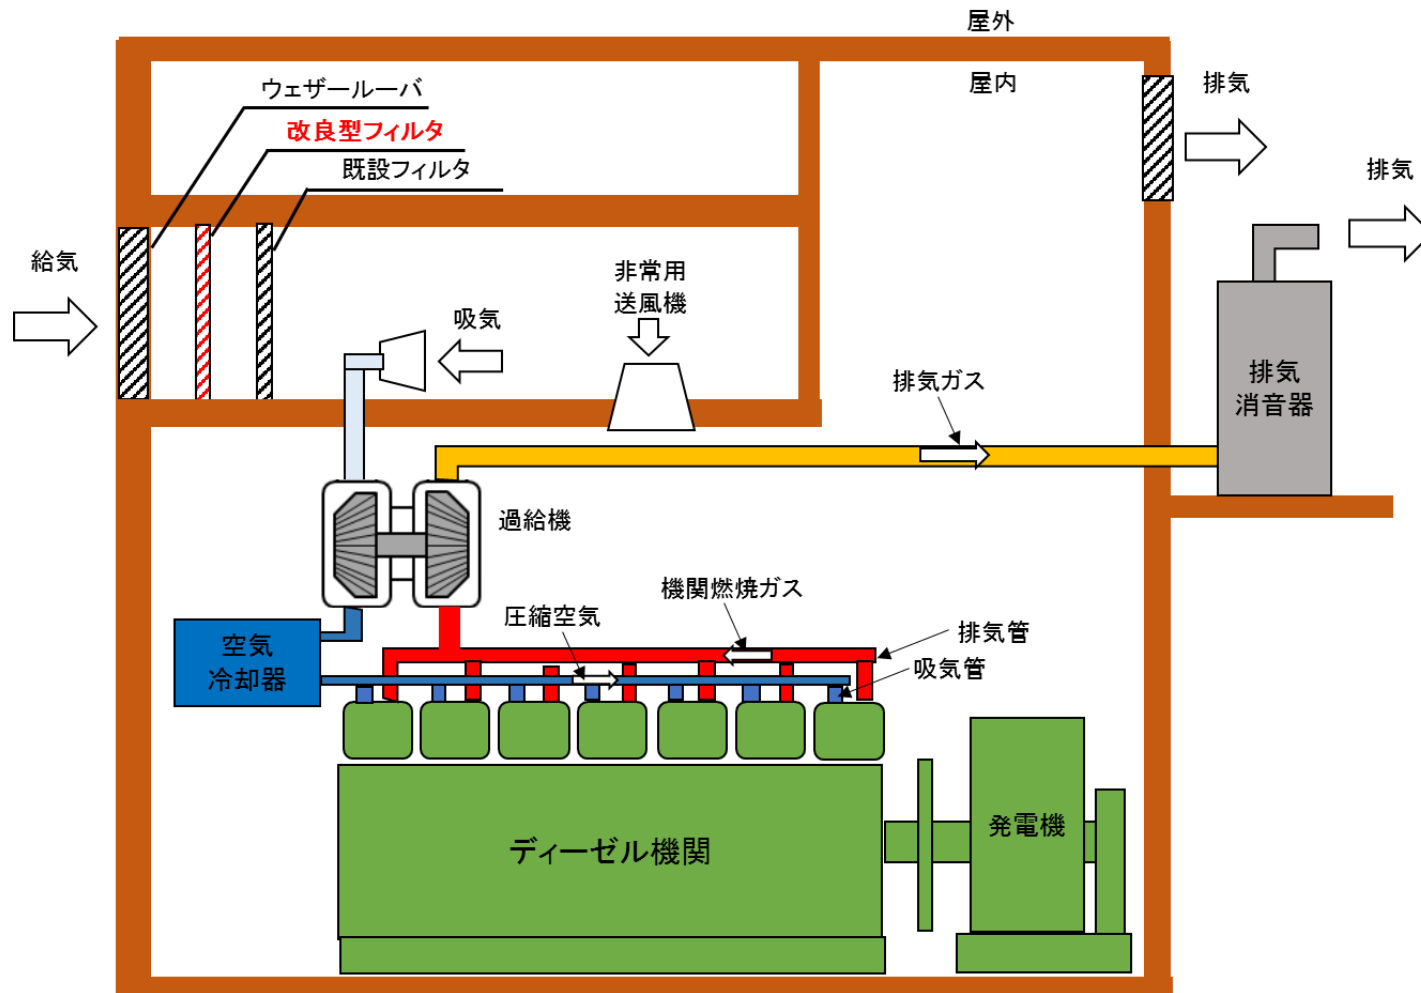 屋外
屋内
排気
排気
ウェザールーバ
改良型フィルタ
既設フィルタ
給気
非常用
送風機
吸気
排気ガス
排気
消音器
過給機
機関燃焼ガス
圧縮空気
排気管
吸気管
空気
冷却器
発電機
ディーゼル機関